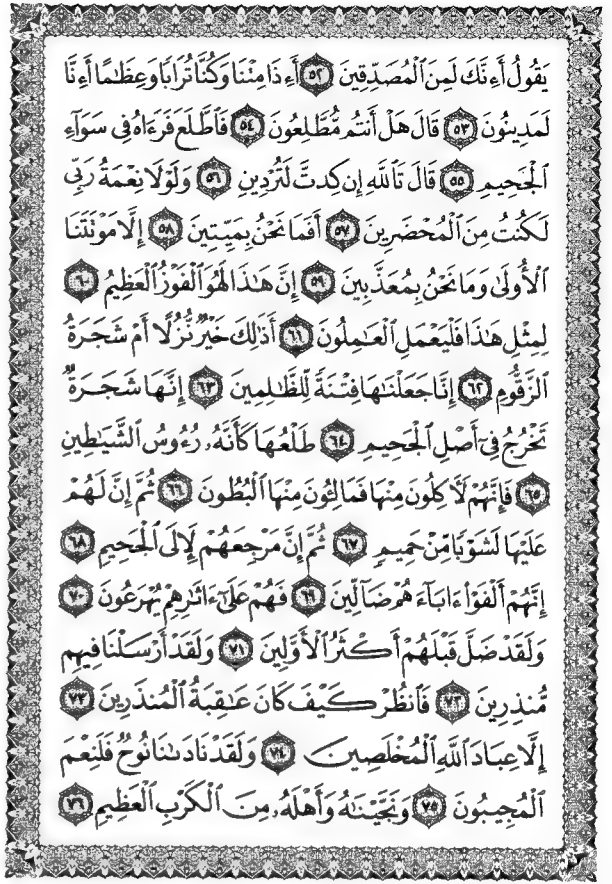 يَقُولُ أَءِنَّكَ لَمِنَ ٱلْمُصَدِّقِينَ ٥٢ أَءِذَا مِتْنَا وَكُنَّا تُرَابًا وَعِظَٰمًا أَءِنَّا
لَمَدِينُونَ ٥٣ قَالَ هَلْ أَنتُم مُّطَّلِعُونَ ٥٤ فَٱطَّلَعَ فَرَءَاهُ فِى سَوَآءِ
ٱلْجَحِيمِ ٥٥ قَالَ تَٱللَّهِ إِن كِدتَّ لَتُرْدِينِ ٥٦ وَلَوْلَا نِعْمَةُ رَبِّى
لَكُنتُ مِنَ ٱلْمُحْضَرِينَ ٥٧ أَفَمَا نَحْنُ بِمَيِّتِينَ ٥٨ إِلَّا مَوْتَتَنَا
ٱلْأُولَىٰ وَمَا نَحْنُ بِمُعَذَّبِينَ ٥٩ إِنَّ هَٰذَا لَهُوَ ٱلْفَوْزُ ٱلْعَظِيمُ ٦٠
لِمِثْلِ هَٰذَا فَلْيَعْمَلِ ٱلْعَٰمِلُونَ ٦١ أَذَٰلِكَ خَيْرٌ نُّزُلًا أَمْ شَجَرَةُ
ٱلزَّقُّومِ ٦٢ إِنَّا جَعَلْنَٰهَا فِتْنَةً لِّلظَّٰلِمِينَ ٦٣ إِنَّهَا شَجَرَةٌ
تَخْرُجُ فِىٓ أَصْلِ ٱلْجَحِيمِ ٦٤ طَلْعُهَا كَأَنَّهُۥ رُءُوسُ ٱلشَّيَٰطِينِ
٦٥ فَإِنَّهُمْ لَءَاكِلُونَ مِنْهَا فَمَالِـُٔونَ مِنْهَا ٱلْبُطُونَ ٦٦ ثُمَّ إِنَّ لَهُمْ
عَلَيْهَا لَشَوْبًا مِّنْ حَمِيمٍ ٦٧ ثُمَّ إِنَّ مَرْجِعَهُمْ لَإِلَى ٱلْجَحِيمِ ٦٨
إِنَّهُمْ أَلْفَوْا۟ ءَابَآءَهُمْ ضَآلِّينَ ٦٩ فَهُمْ عَلَىٰٓ ءَاثَٰرِهِمْ يُهْرَعُونَ ٧٠
وَلَقَدْ ضَلَّ قَبْلَهُمْ أَكْثَرُ ٱلْأَوَّلِينَ ٧١ وَلَقَدْ أَرْسَلْنَا فِيهِم
مُّنذِرِينَ ٧٢ فَٱنظُرْ كَيْفَ كَانَ عَٰقِبَةُ ٱلْمُنذَرِينَ ٧٣
إِلَّا عِبَادَ ٱللَّهِ ٱلْمُخْلَصِينَ ٧٤ وَلَقَدْ نَادَىٰنَا نُوحٌ فَلَنِعْمَ
ٱلْمُجِيبُونَ ٧٥ وَنَجَّيْنَٰهُ وَأَهْلَهُۥ مِنَ ٱلْكَرْبِ ٱلْعَظِيمِ ٧٦